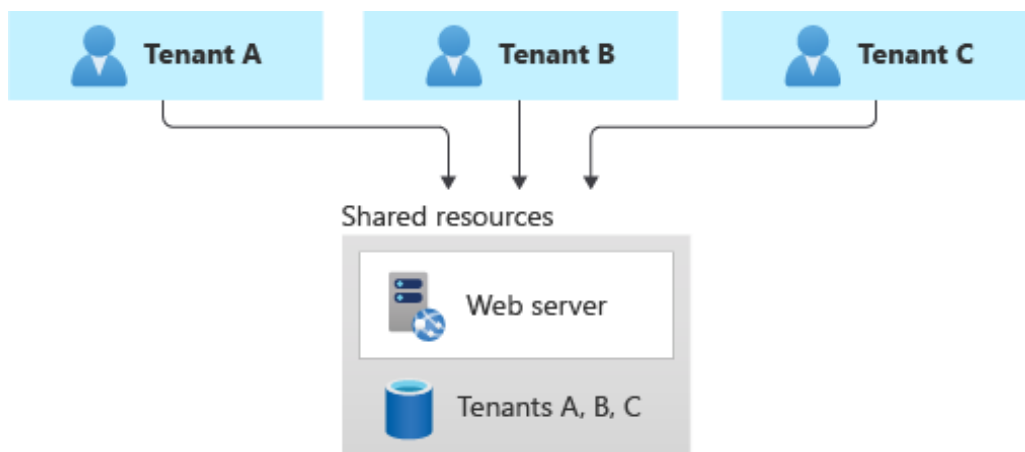 Tenant A
Tenant B
Tenant C
Shared resources
Web server
Tenants A, B, C